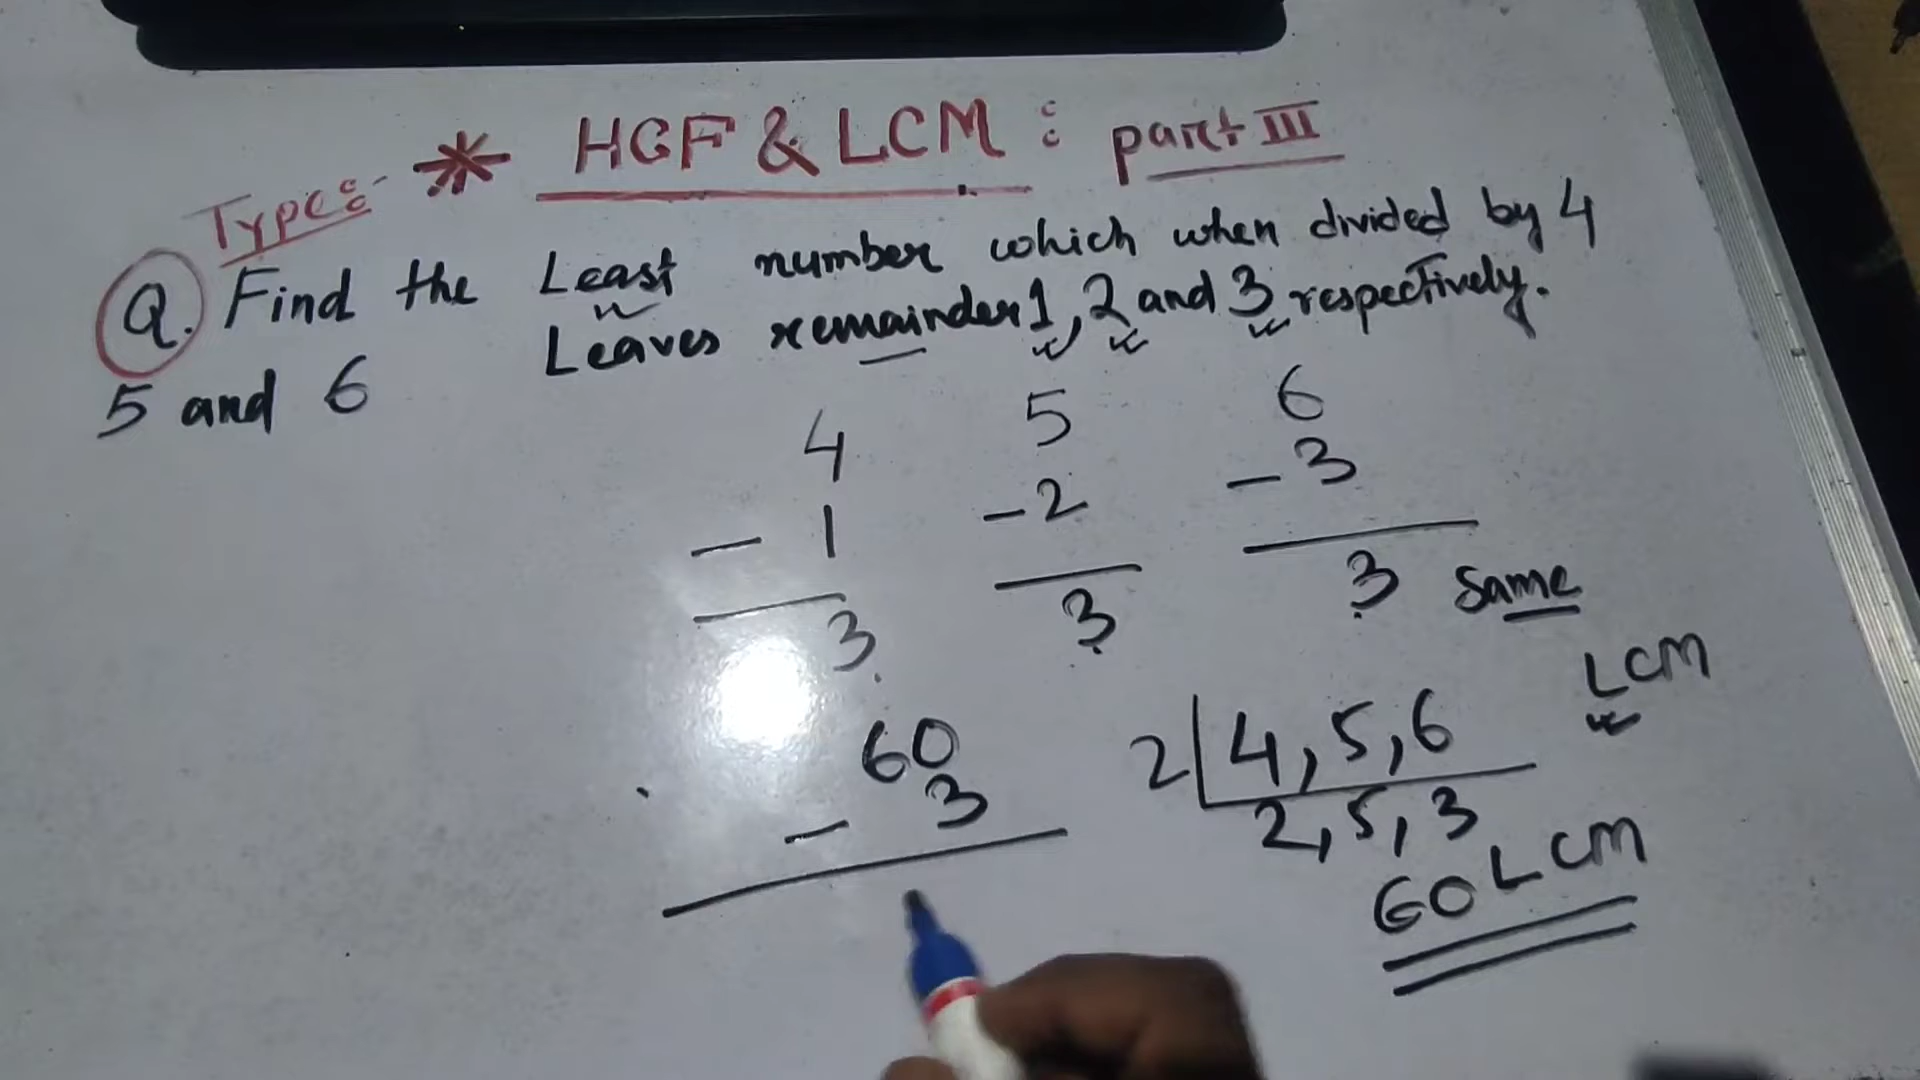 Type: * HCF & LCM : part III
Q. Find the Least number which when divided by 4
5 and 6 Leaves remainder 1, 2 and 3 respectively.
4 5 6
- 1 - 2 - 3
3 3 3 Same
LCM
60 2 | 4, 5, 6
- 3 2, 5, 3
60 LCM